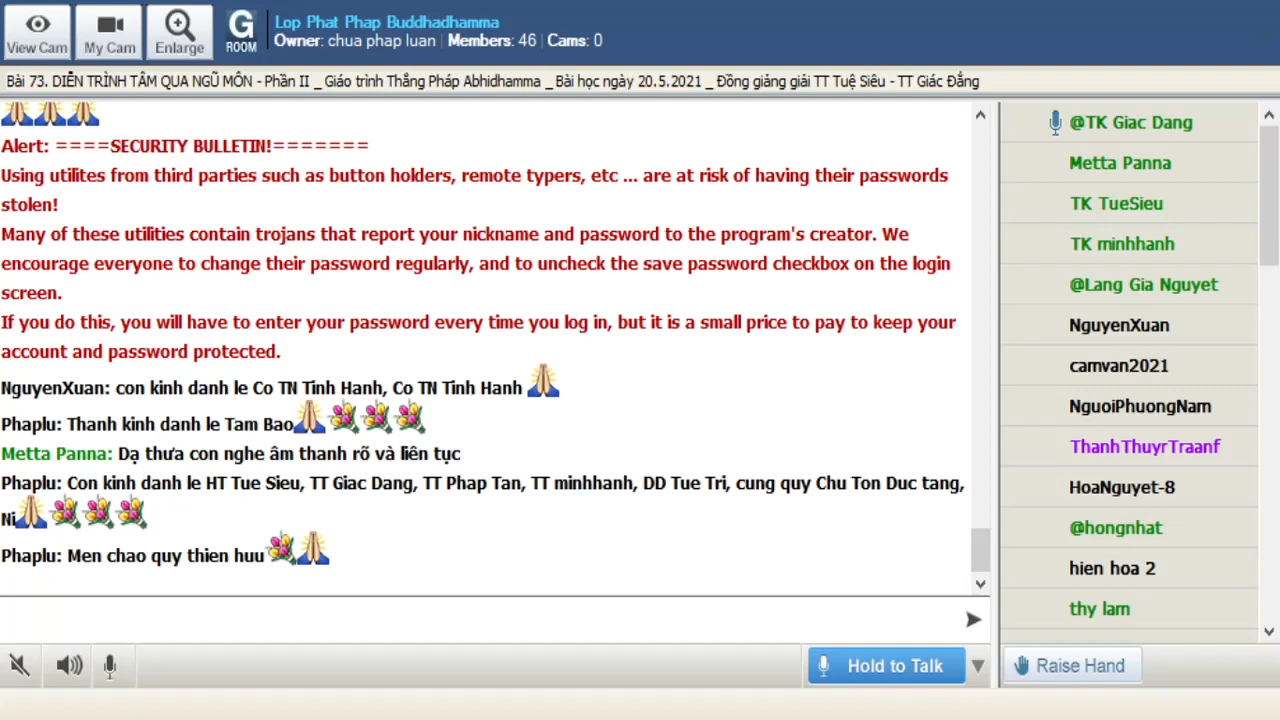 View Cam
My Cam
Enlarge
G
ROOM
Lop Phat Phap Buddhadhamma
Owner: chua phap luan | Members: 46 | Cams: 0
Bài 73. DIỄN TRÌNH TÂM QUA NGŨ MÔN - Phần II _ Giáo trình Thắng Pháp Abhidhamma _ Bài học ngày 20.5.2021 _ Đồng giảng giải TT Tuệ Siêu - TT Giác Đẳng
Alert: ====SECURITY BULLETIN!=======
Using utilites from third parties such as button holders, remote typers, etc ... are at risk of having their passwords
stolen!
Many of these utilities contain trojans that report your nickname and password to the program's creator. We
encourage everyone to change their password regularly, and to uncheck the save password checkbox on the login
screen.
If you do this, you will have to enter your password every time you log in, but it is a small price to pay to keep your
account and password protected.
NguyenXuan: con kinh danh le Co TN Tinh Hanh, Co TN Tinh Hanh
Phaplu: Thanh kinh danh le Tam Bao
Metta Panna: Dạ thưa con nghe âm thanh rõ và liên tục
Phaplu: Con kinh danh le HT Tue Sieu, TT Giac Dang, TT Phap Tan, TT minhhanh, DD Tue Tri, cung quy Chu Ton Duc tang,
Ni
Phaplu: Men chao quy thien huu
Hold to Talk
@TK Giac Dang
Metta Panna
TK TueSieu
TK minhhanh
@Lang Gia Nguyet
NguyenXuan
camvan2021
NguoiPhuongNam
ThanhThuyrTraanf
HoaNguyet-8
@hongnhat
hien hoa 2
thy lam
Raise Hand